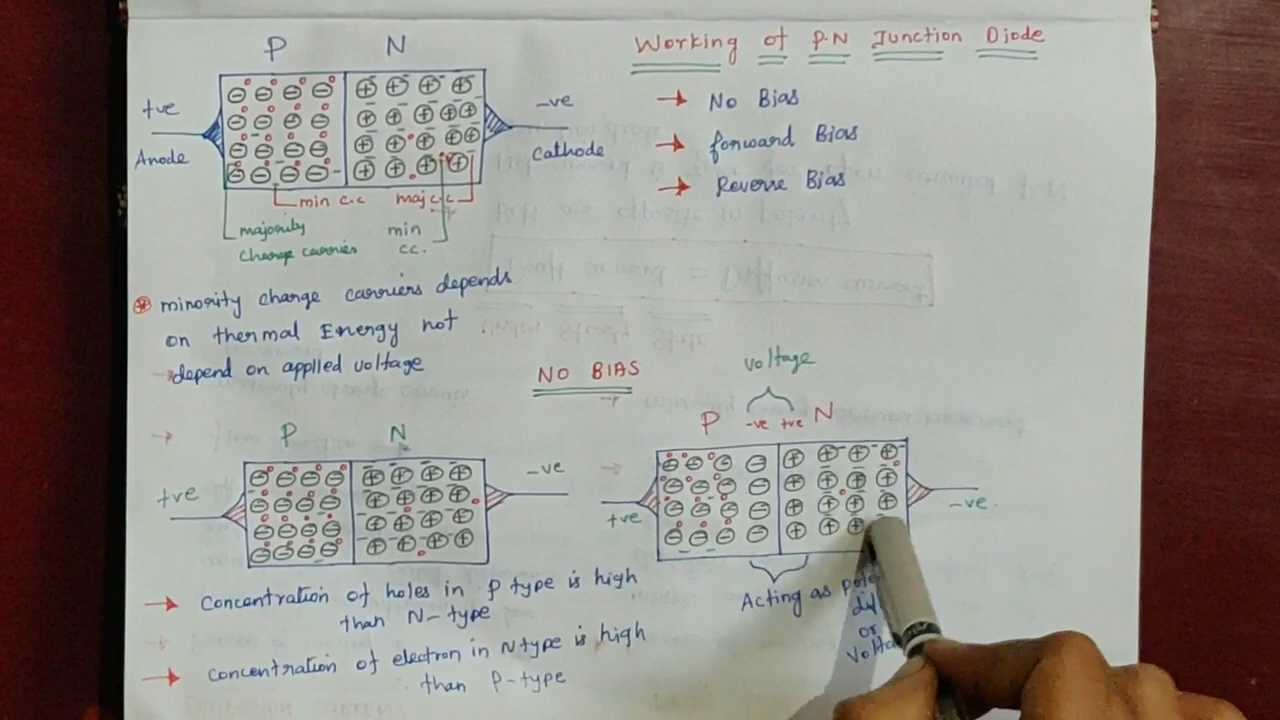 P N
Working of P.N Junction Diode
+ve
Anode
-ve
Cathode
→ No Bias
→ forward Bias
→ Reverse Bias
min c.c maj c.c
majority
charge carrier
min
cc.
minority charge carriers depends
on thermal Energy not
depend on applied voltage
NO BIAS
voltage
P N
+ve
-ve
P -ve +ve N
+ve
-ve.
Acting as
or
→ Concentration of holes in p type is high
than N-type
→ concentration of electron in N type is high
than P-type